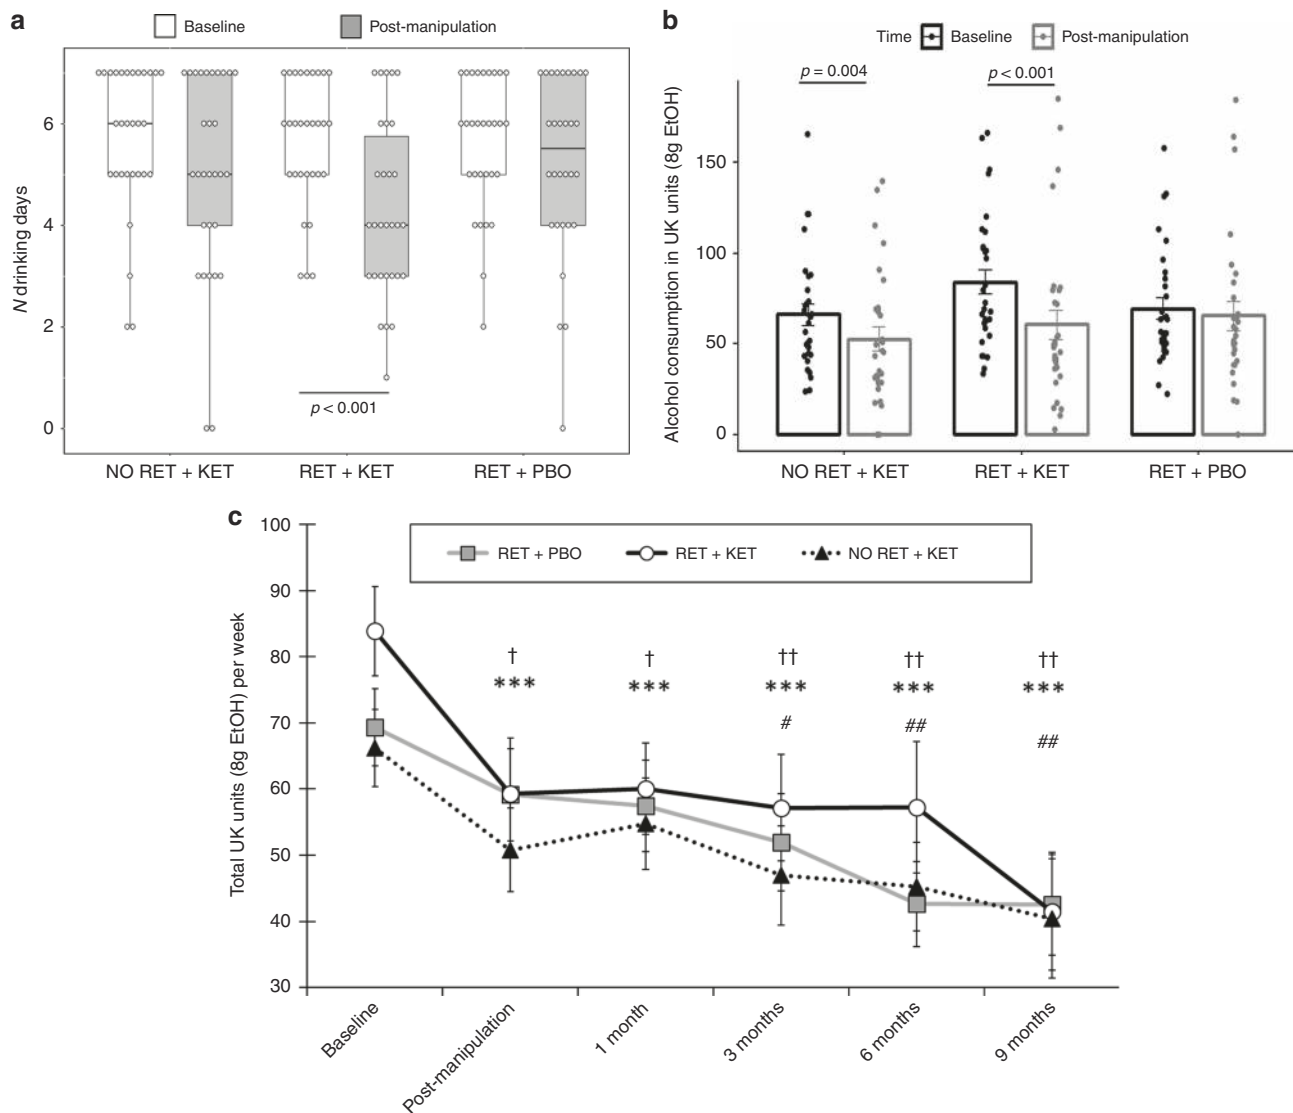 a
Baseline
Post-manipulation
N drinking days
6
4
2
0
p < 0.001
NO RET + KET
RET + KET
RET + PBO
b
Time
Baseline
Post-manipulation
p = 0.004
p < 0.001
Alcohol consumption in UK units (8g EtOH)
150
100
50
0
NO RET + KET
RET + KET
RET + PBO
c
RET + PBO
RET + KET
NO RET + KET
Total UK units (8g EtOH) per week
100
90
80
70
60
50
40
30
† † †† †† ††
*** *** *** *** ***
# ## ##
Baseline
Post-manipulation
1 month
3 months
6 months
9 months